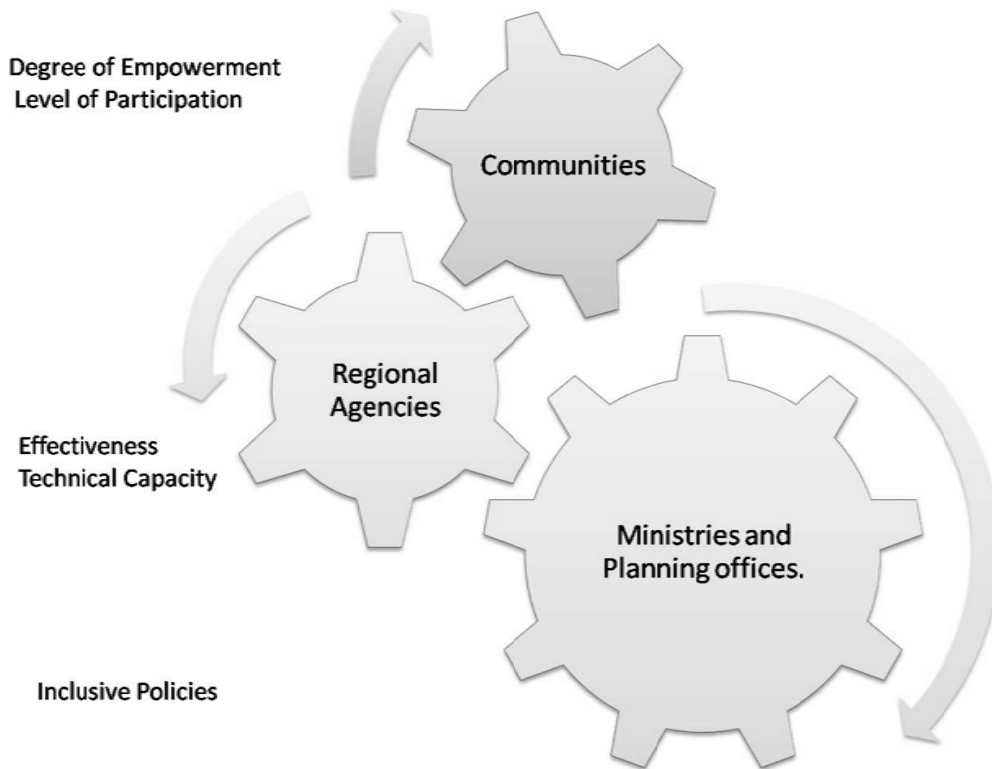 Degree of Empowerment
Level of Participation
Communities
Regional
Agencies
Effectiveness
Technical Capacity
Ministries and
Planning offices.
Inclusive Policies